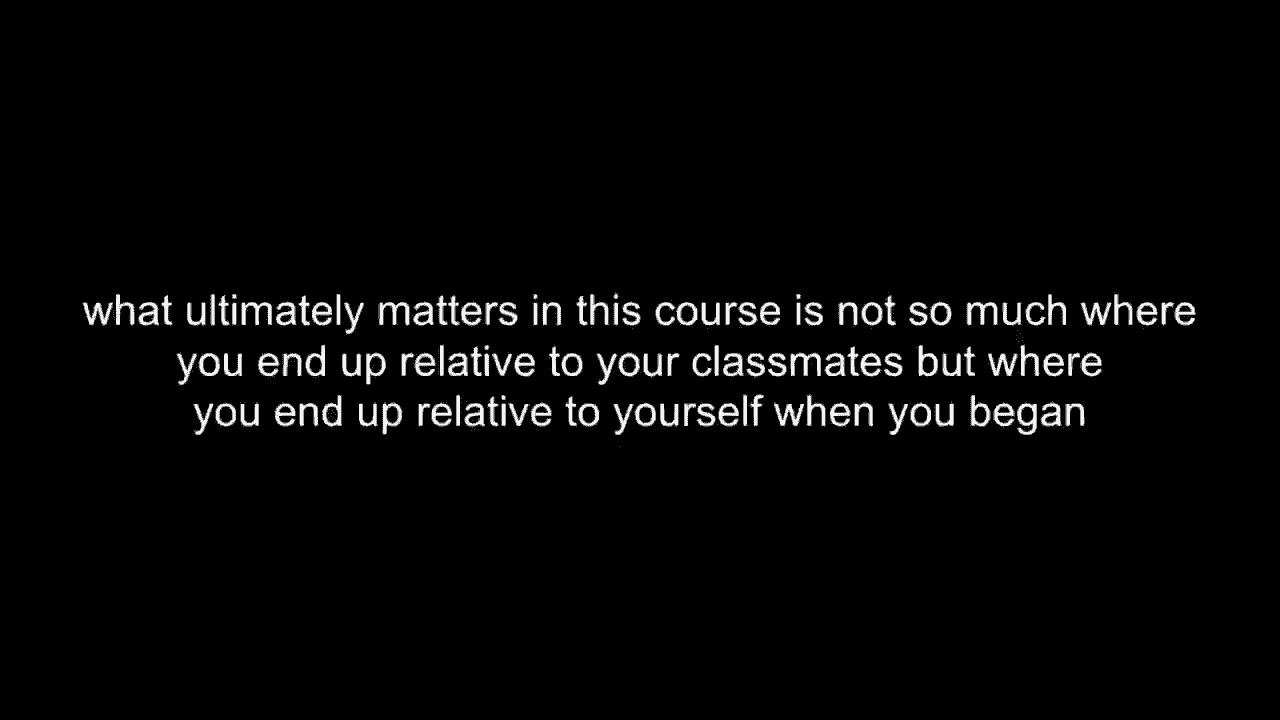 what ultimately matters in this course is not so much where
you end up relative to your classmates but where
you end up relative to yourself when you began